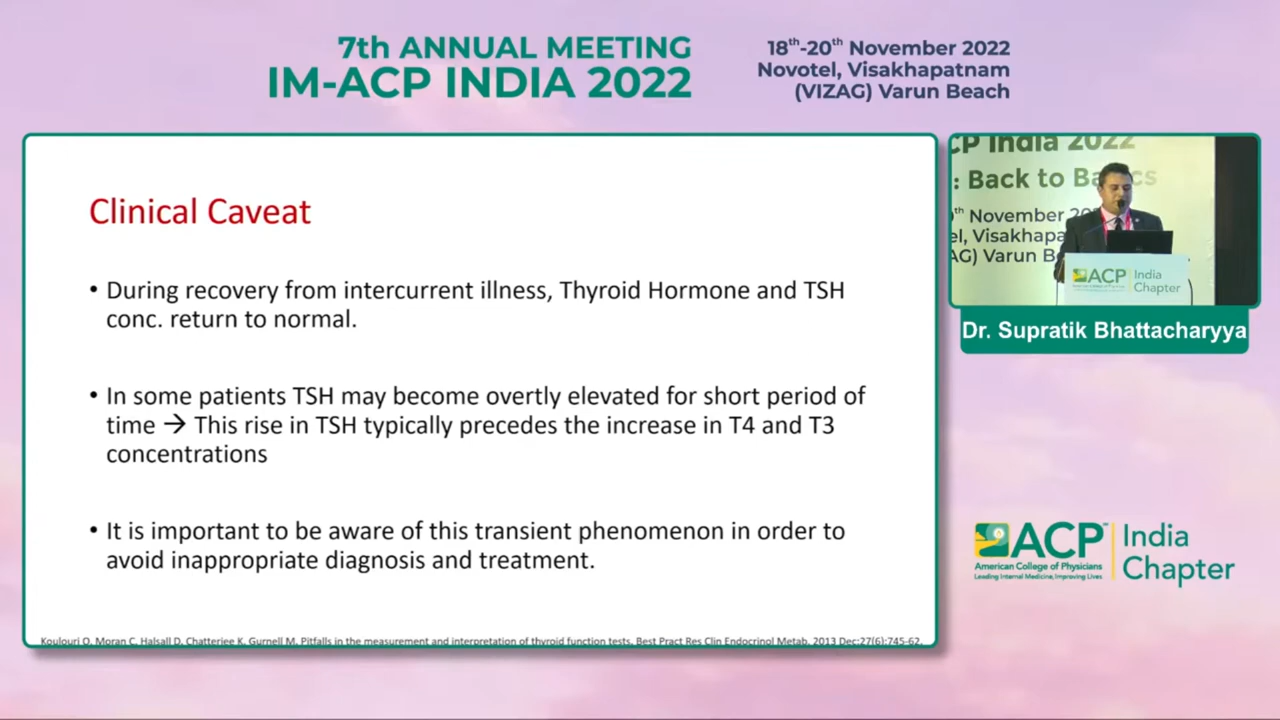 7th ANNUAL MEETING
IM-ACP INDIA 2022
18th-20th November 2022
Novotel, Visakhapatnam
(VIZAG) Varun Beach
Clinical Caveat
• During recovery from intercurrent illness, Thyroid Hormone and TSH
conc. return to normal.
• In some patients TSH may become overtly elevated for short period of
time → This rise in TSH typically precedes the increase in T4 and T3
concentrations
• It is important to be aware of this transient phenomenon in order to
avoid inappropriate diagnosis and treatment.
Koulouri O, Moran C, Halsall D, Chatterjee K, Gurnell M. Pitfalls in the measurement and interpretation of thyroid function tests. Best Pract Res Clin Endocrinol Metab. 2013 Dec;27(6):745-62.
CP India 2022
: Back to Ba cs
th November 20
el, Visakhapa
AG) Varun B
ACP India
Chapter
Dr. Supratik Bhattacharyya
ACP India
American College of Physicians Chapter
Leading Internal Medicine, Improving Lives